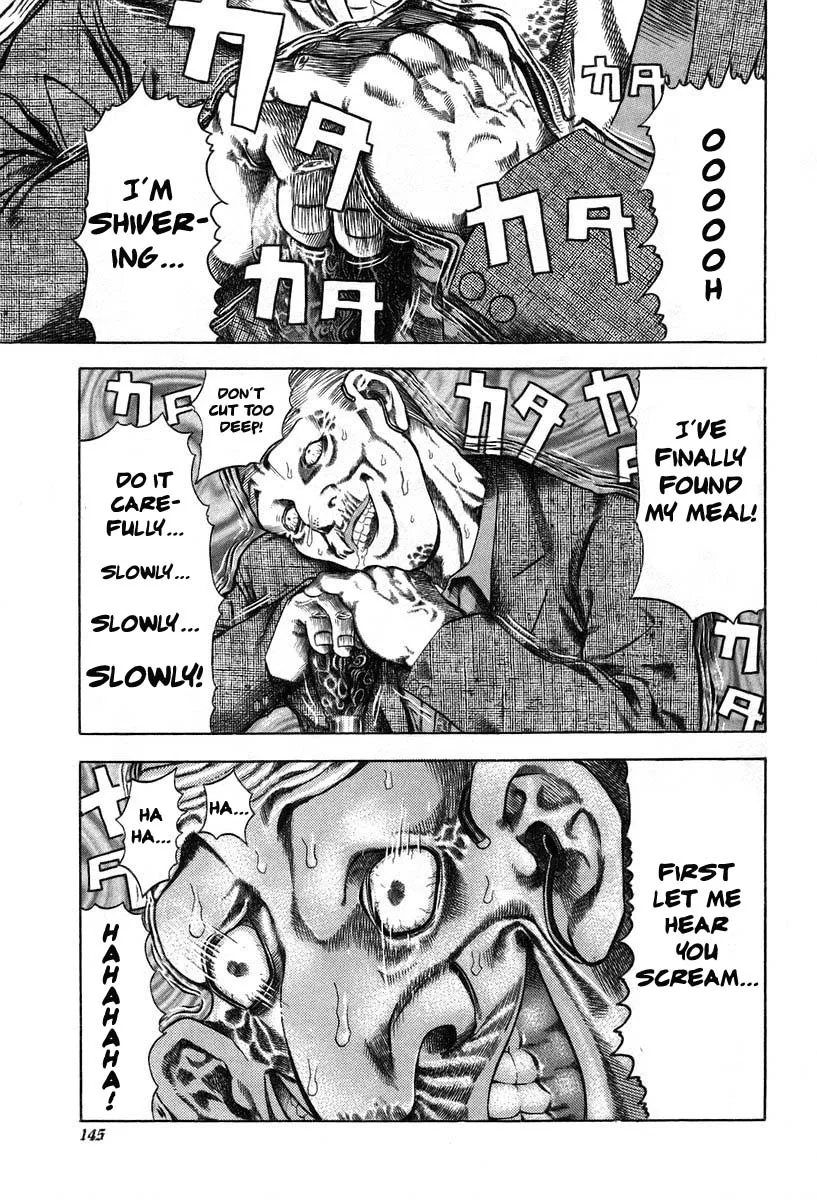 OOOOOOH
カタ
カタ
カタ
カタ
I'M
SHIVER-
ING...
I'VE
FINALLY
FOUND
MY MEAL!
カタ
カタ
カタ
カタ
DON'T
CUT TOO
DEEP!
DO IT
CARE-
FULLY...
SLOWLY...
SLOWLY...
SLOWLY!
FIRST
LET ME
HEAR
YOU
SCREAM...
カタ
HA...
HA
HA...
HAHAHAHA!
145